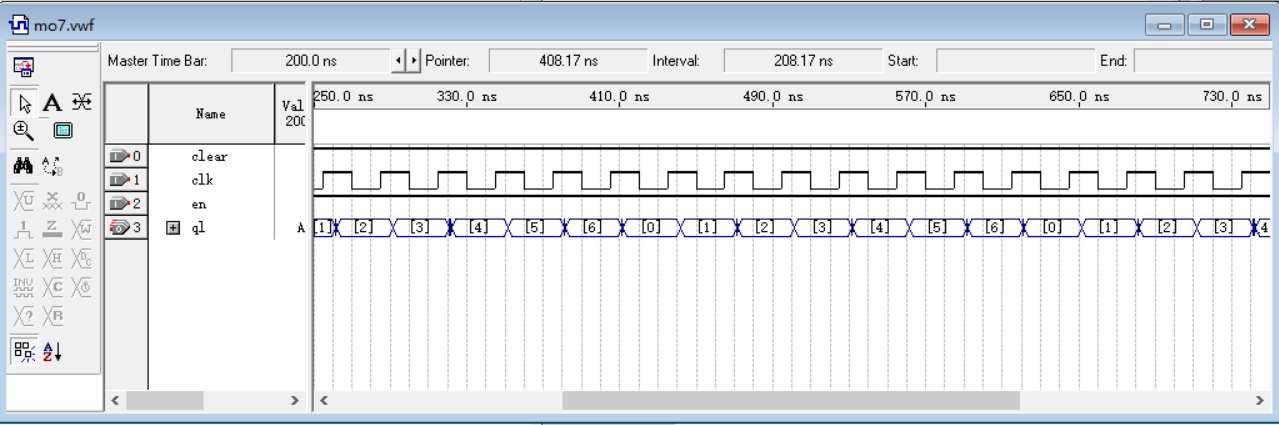 mo7.vwf
Master Time Bar: 200.0 ns Pointer: 408.17 ns Interval: 208.17 ns Start: End:
Name Val 200 250.0 ns 330.0 ns 410.0 ns 490.0 ns 570.0 ns 650.0 ns 730.0 ns
0 clear
1 clk
2 en
3 ql A [1] [2] [3] [4] [5] [6] [0] [1] [2] [3] [4] [5] [6] [0] [1] [2] [3] [4